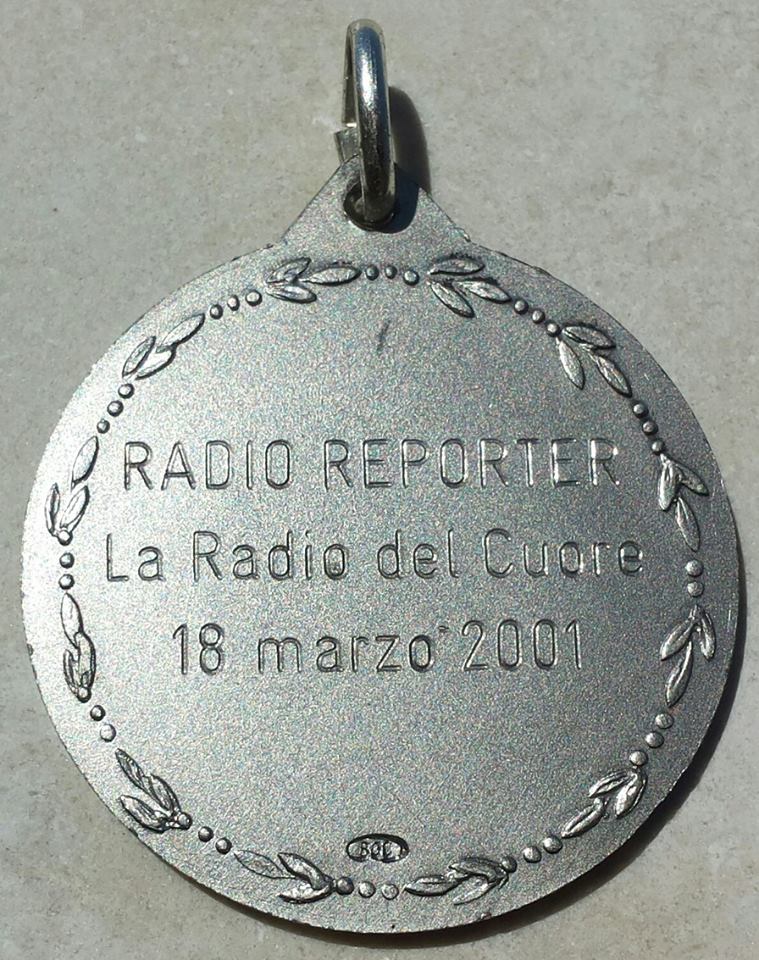 RADIO REPORTER
La Radio del Cuore
18 marzo 2001